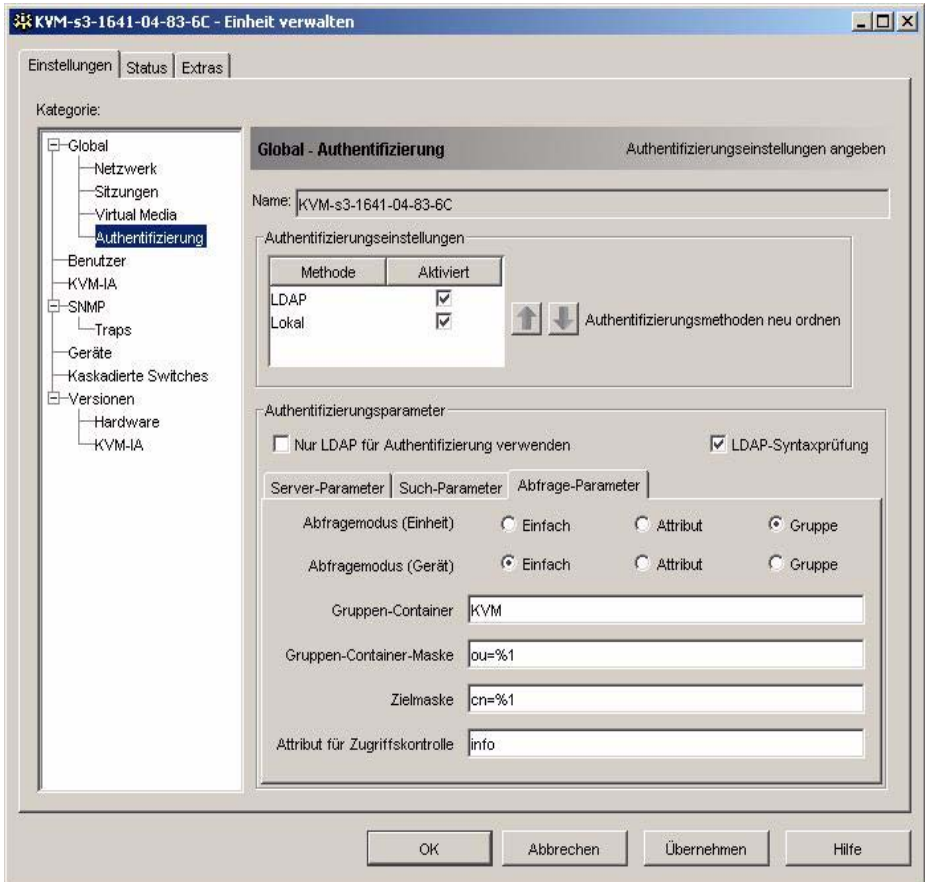 KVM-s3-1641-04-83-6C - Einheit verwalten
Einstellungen Status Extras
Kategorie:
Global
Netzwerk
Sitzungen
Virtual Media
Authentifizierung
Benutzer
KVM-IA
SNMP
Traps
Geräte
Kaskadierte Switches
Versionen
Hardware
KVM-IA
Global - Authentifizierung Authentifizierungseinstellungen angeben
Name: KVM-s3-1641-04-83-6C
Authentifizierungseinstellungen
Methode Aktiviert
LDAP
Lokal
Authentifizierungsmethoden neu ordnen
Authentifizierungsparameter
Nur LDAP für Authentifizierung verwenden LDAP-Syntaxprüfung
Server-Parameter Such-Parameter Abfrage-Parameter
Abfragemodus (Einheit) Einfach Attribut Gruppe
Abfragemodus (Gerät) Einfach Attribut Gruppe
Gruppen-Container KVM
Gruppen-Container-Maske ou=%1
Zielmaske cn=%1
Attribut für Zugriffskontrolle info
OK Abbrechen Übernehmen Hilfe